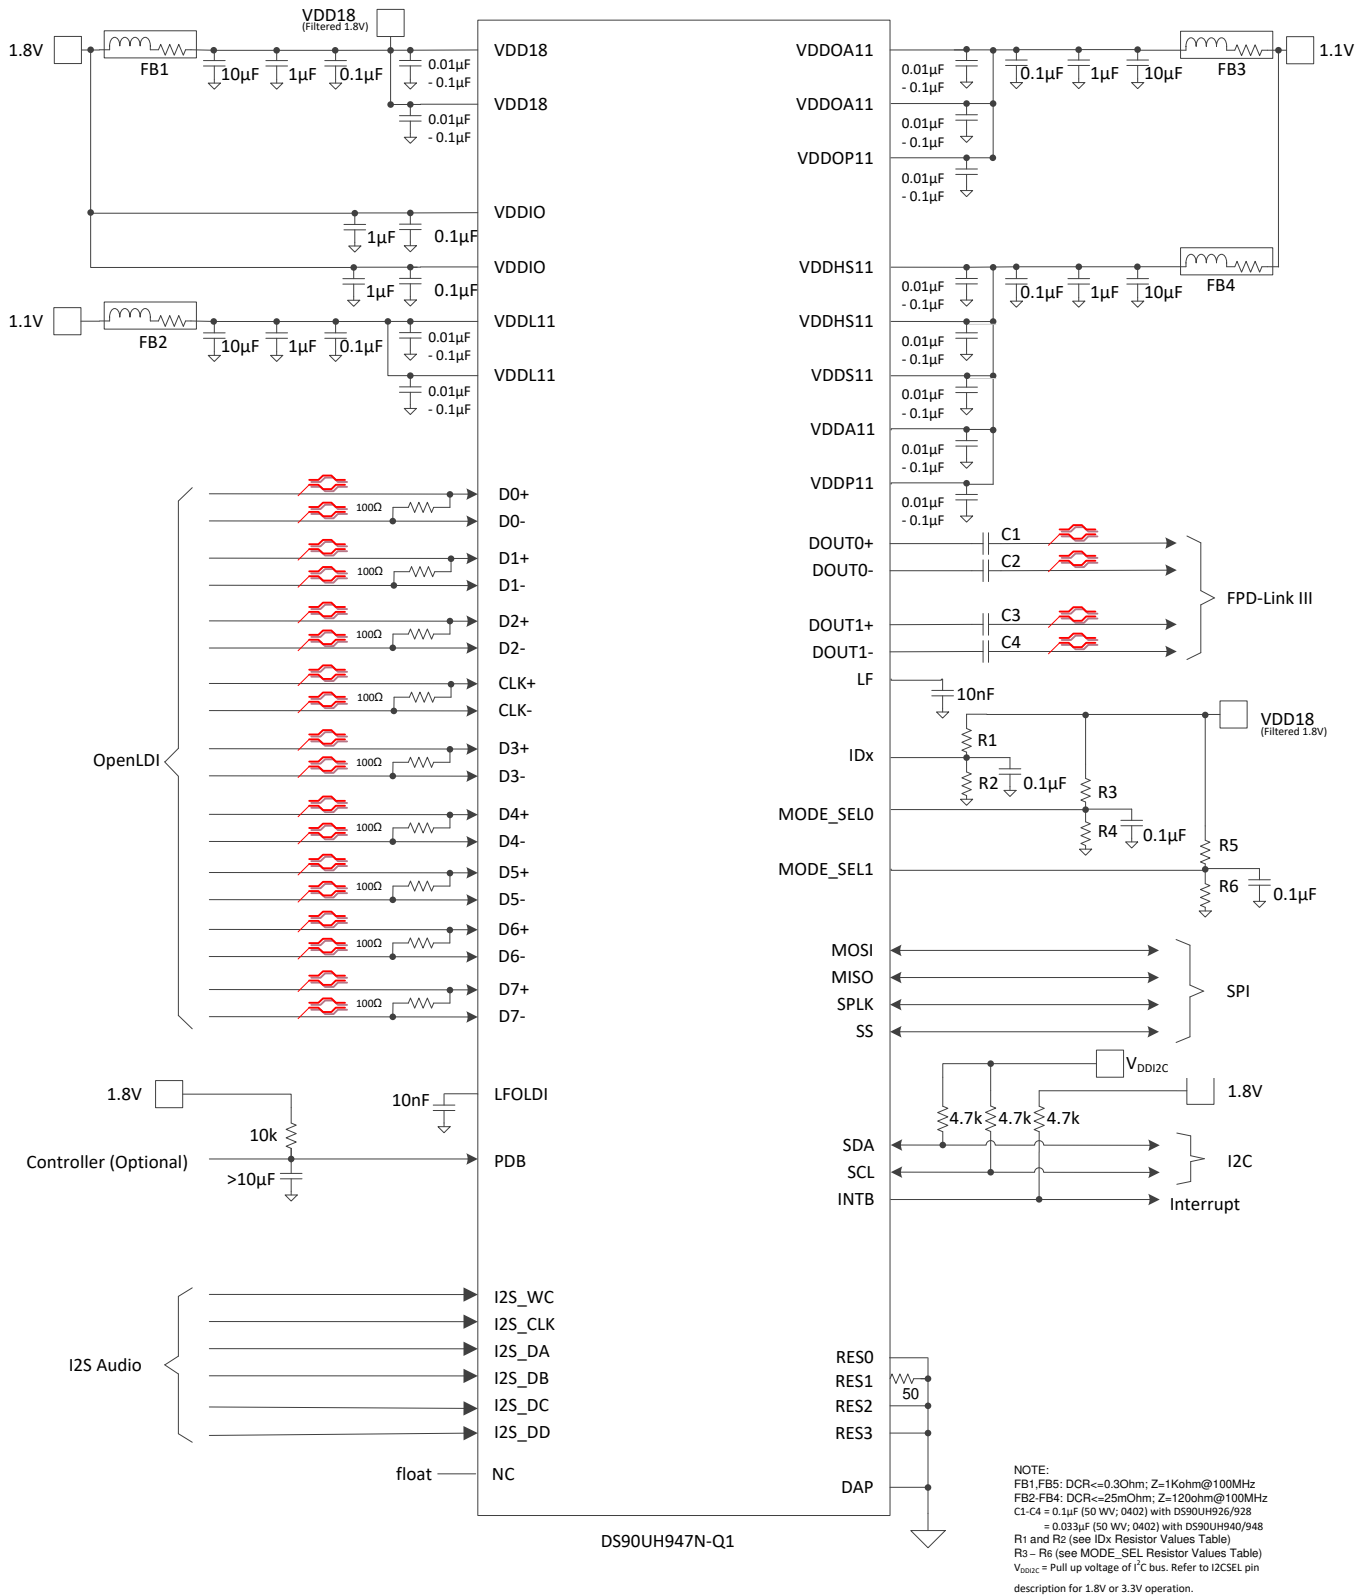 VDD18
(Filtered 1.8V)
1.8V
FB1
10µF
1µF
0.1µF
0.01µF
- 0.1µF
VDD18
0.01µF
- 0.1µF
VDD18
1µF
0.1µF
VDDIO
1µF
0.1µF
VDDIO
1.1V
FB2
10µF
1µF
0.1µF
0.01µF
- 0.1µF
VDDL11
0.01µF
- 0.1µF
VDDL11
OpenLDI
100Ω
D0+
D0-
100Ω
D1+
D1-
100Ω
D2+
D2-
100Ω
CLK+
CLK-
100Ω
D3+
D3-
100Ω
D4+
D4-
100Ω
D5+
D5-
100Ω
D6+
D6-
100Ω
D7+
D7-
1.8V
10k
10nF
LFOLDI
Controller (Optional)
>10µF
PDB
I2S Audio
I2S_WC
I2S_CLK
I2S_DA
I2S_DB
I2S_DC
I2S_DD
float
NC
VDDOA11
0.01µF
- 0.1µF
0.1µF
1µF
10µF
FB3
1.1V
VDDOA11
0.01µF
- 0.1µF
VDDOP11
0.01µF
- 0.1µF
VDDHS11
0.01µF
- 0.1µF
0.1µF
1µF
10µF
FB4
VDDHS11
0.01µF
- 0.1µF
VDDS11
0.01µF
- 0.1µF
VDDA11
0.01µF
- 0.1µF
VDDP11
0.01µF
- 0.1µF
DOUT0+
C1
DOUT0-
C2
DOUT1+
C3
DOUT1-
C4
FPD-Link III
LF
10nF
VDD18
(Filtered 1.8V)
IDx
R1
R2
0.1µF
MODE_SEL0
R3
R4
0.1µF
MODE_SEL1
R5
R6
0.1µF
MOSI
MISO
SPLK
SS
SPI
VDDI2C
1.8V
4.7k
4.7k
4.7k
SDA
SCL
I2C
INTB
Interrupt
RES0
RES1
50
RES2
RES3
DAP
DS90UH947N-Q1
NOTE:
FB1,FB5: DCR<=0.3Ohm; Z=1Kohm@100MHz
FB2-FB4: DCR<=25mOhm; Z=120ohm@100MHz
C1-C4 = 0.1µF (50 WV; 0402) with DS90UH926/928
= 0.033µF (50 WV; 0402) with DS90UH940/948
R1 and R2 (see IDx Resistor Values Table)
R3 – R6 (see MODE_SEL Resistor Values Table)
VDDI2C = Pull up voltage of I²C bus. Refer to I2CSEL pin
description for 1.8V or 3.3V operation.